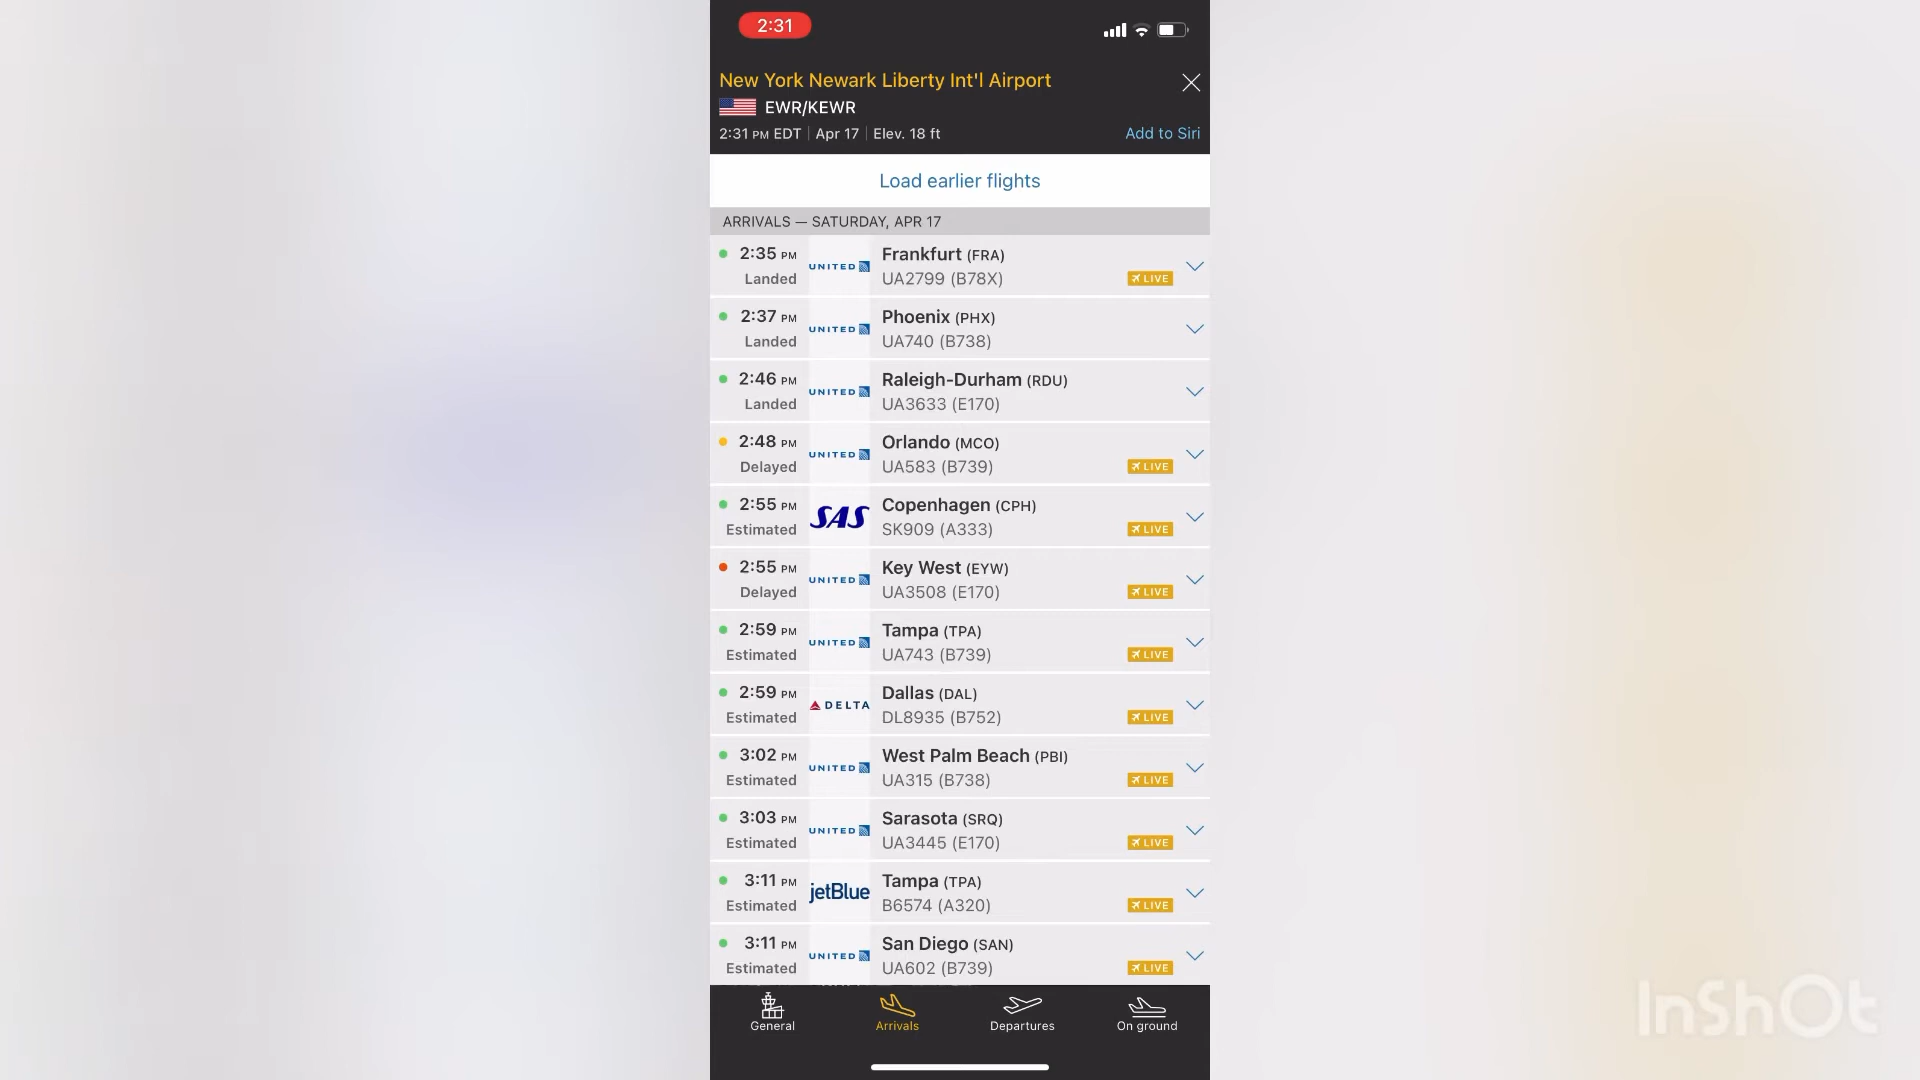 2:31
New York Newark Liberty Int'l Airport
EWR/KEWR
2:31 PM EDT | Apr 17 | Elev. 18 ft Add to Siri
Load earlier flights
ARRIVALS — SATURDAY, APR 17
2:35 PM UNITED Frankfurt (FRA)
Landed UA2799 (B78X) LIVE
2:37 PM UNITED Phoenix (PHX)
Landed UA740 (B738)
2:46 PM UNITED Raleigh-Durham (RDU)
Landed UA3633 (E170)
2:48 PM UNITED Orlando (MCO)
Delayed UA583 (B739) LIVE
2:55 PM SAS Copenhagen (CPH)
Estimated SK909 (A333) LIVE
2:55 PM UNITED Key West (EYW)
Delayed UA3508 (E170) LIVE
2:59 PM UNITED Tampa (TPA)
Estimated UA743 (B739) LIVE
2:59 PM DELTA Dallas (DAL)
Estimated DL8935 (B752) LIVE
3:02 PM UNITED West Palm Beach (PBI)
Estimated UA315 (B738) LIVE
3:03 PM UNITED Sarasota (SRQ)
Estimated UA3445 (E170) LIVE
3:11 PM jetBlue Tampa (TPA)
Estimated B6574 (A320) LIVE
3:11 PM UNITED San Diego (SAN)
Estimated UA602 (B739) LIVE
General Arrivals Departures On ground
InShOt